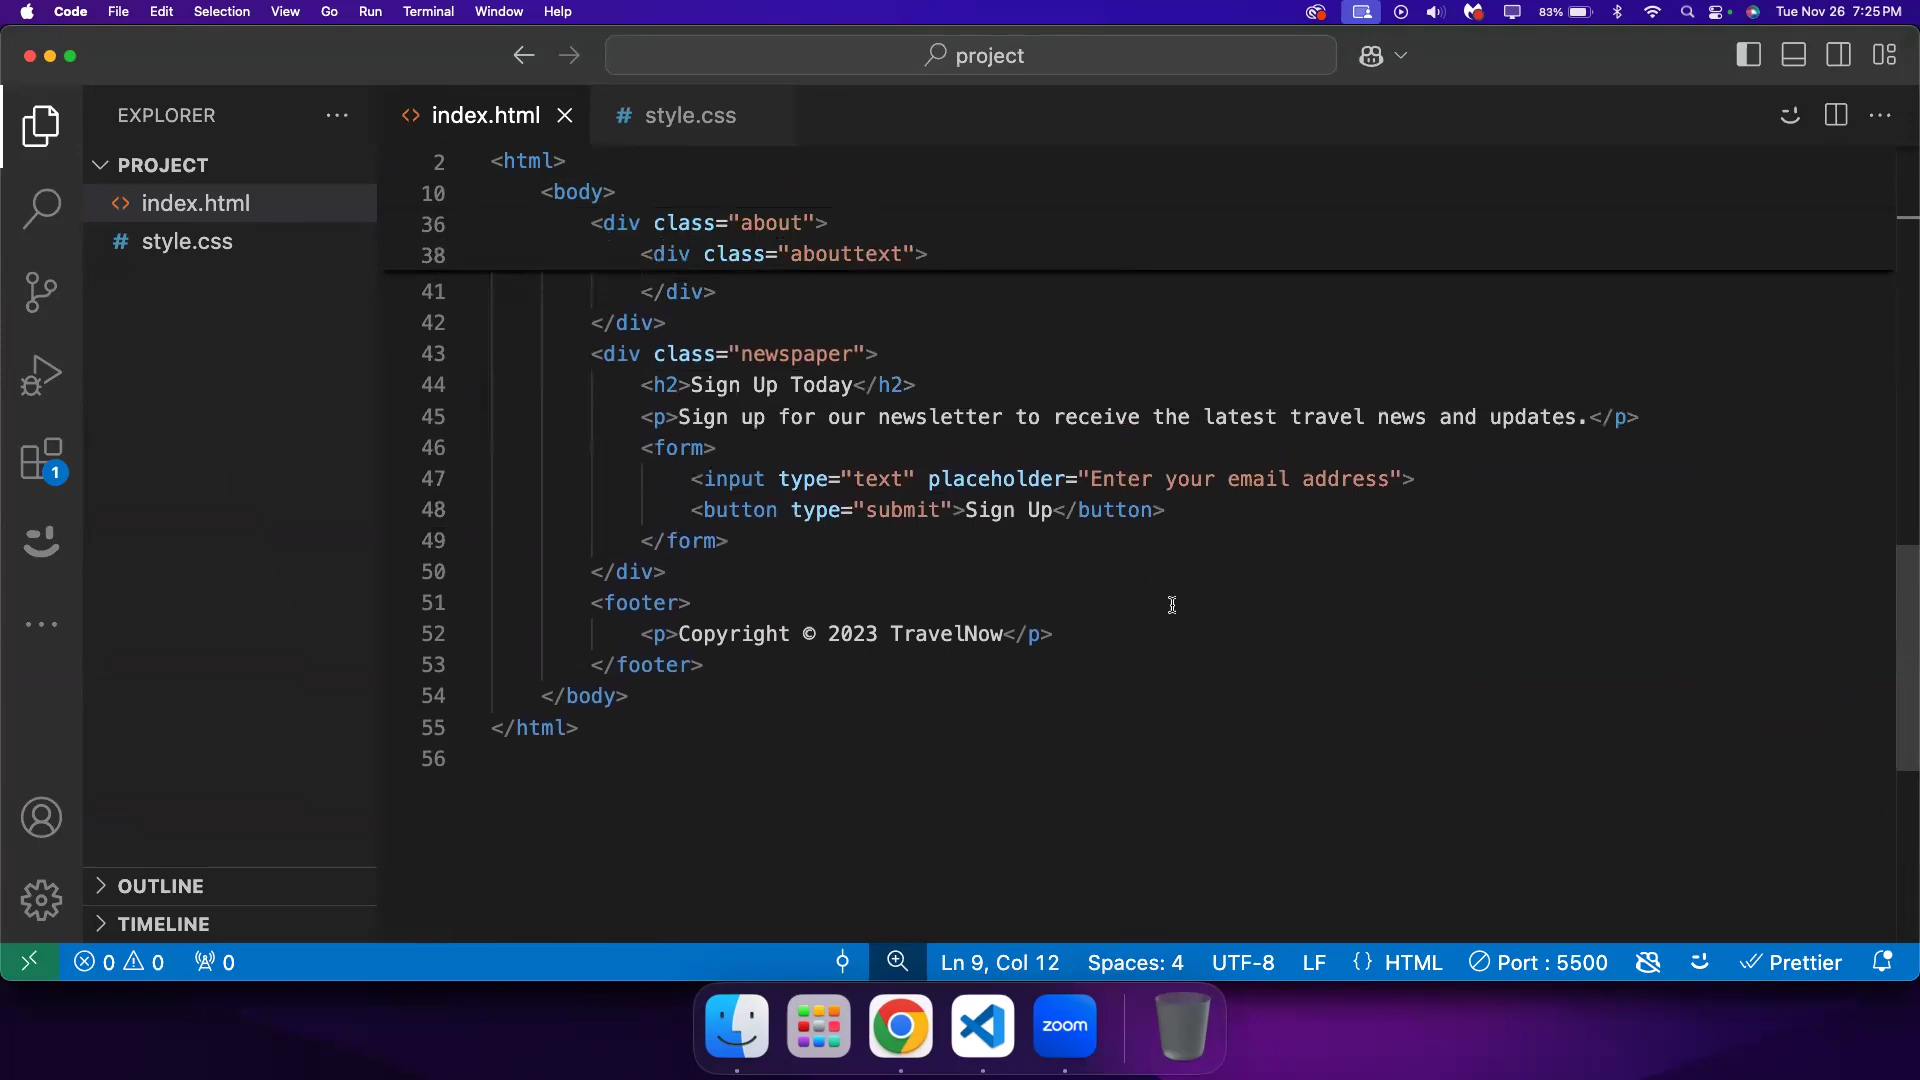 Code File Edit Selection View Go Run Terminal Window Help 83% Tue Nov 26 7:25 PM
project
EXPLORER
PROJECT
<> index.html
# style.css
OUTLINE
TIMELINE
1
<> index.html
# style.css
2 <html>
10 <body>
36 <div class="about">
38 <div class="abouttext">
41 </div>
42 </div>
43 <div class="newspaper">
44 <h2>Sign Up Today</h2>
45 <p>Sign up for our newsletter to receive the latest travel news and updates.</p>
46 <form>
47 <input type="text" placeholder="Enter your email address">
48 <button type="submit">Sign Up</button>
49 </form>
50 </div>
51 <footer>
52 <p>Copyright © 2023 TravelNow</p>
53 </footer>
54 </body>
55 </html>
56
0 0 0 Ln 9, Col 12 Spaces: 4 UTF-8 LF {} HTML Port : 5500 Prettier
zoom